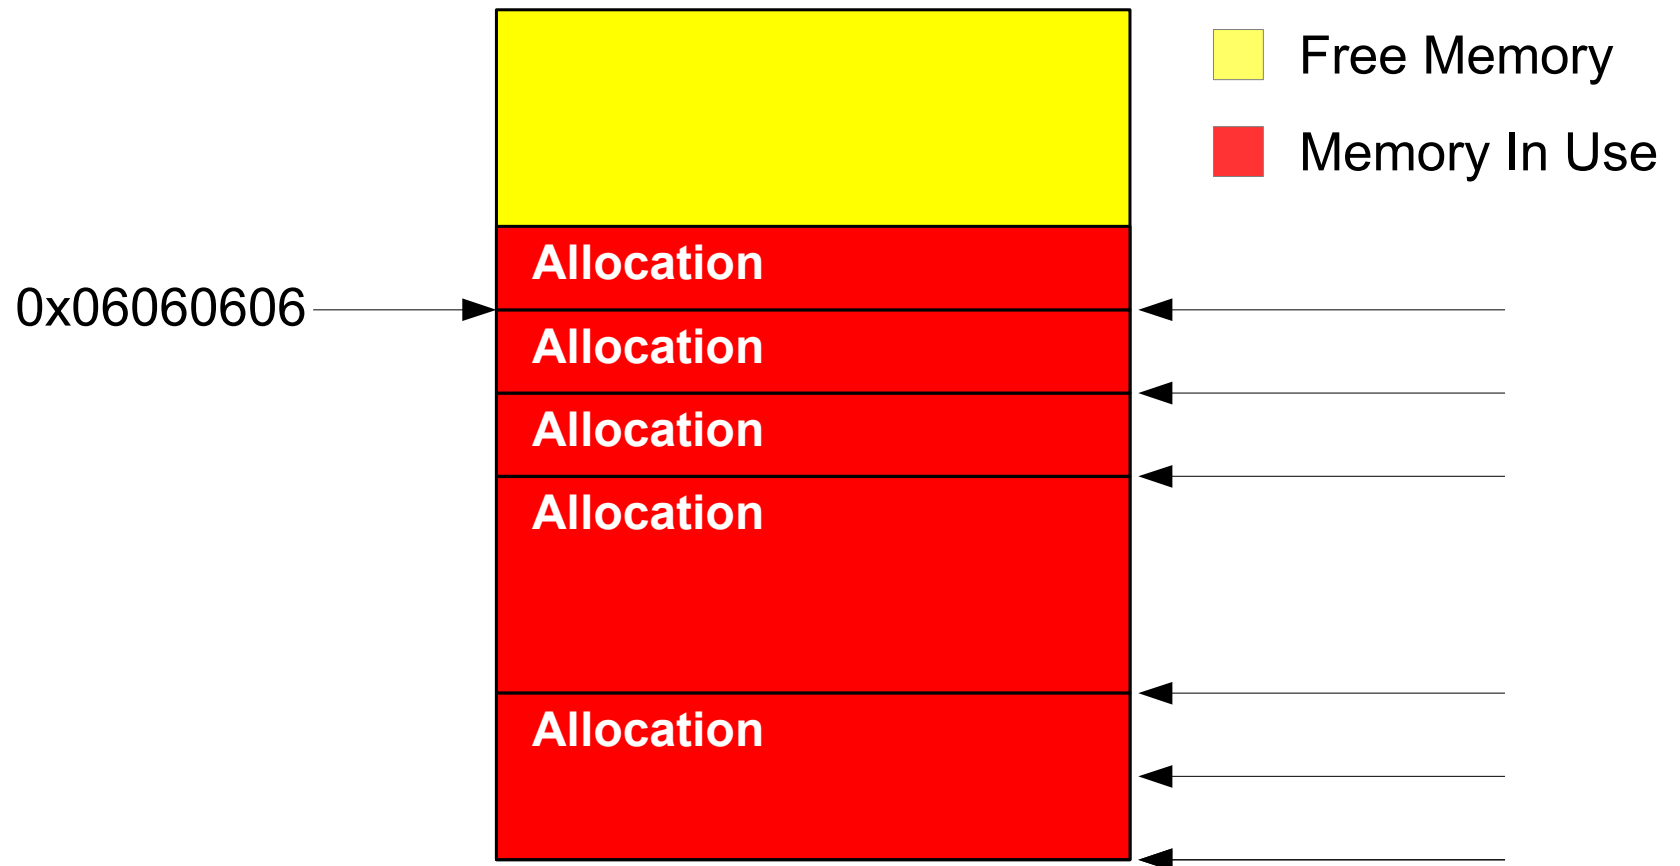 Free Memory
Memory In Use
Allocation
0x06060606
Allocation
Allocation
Allocation
Allocation